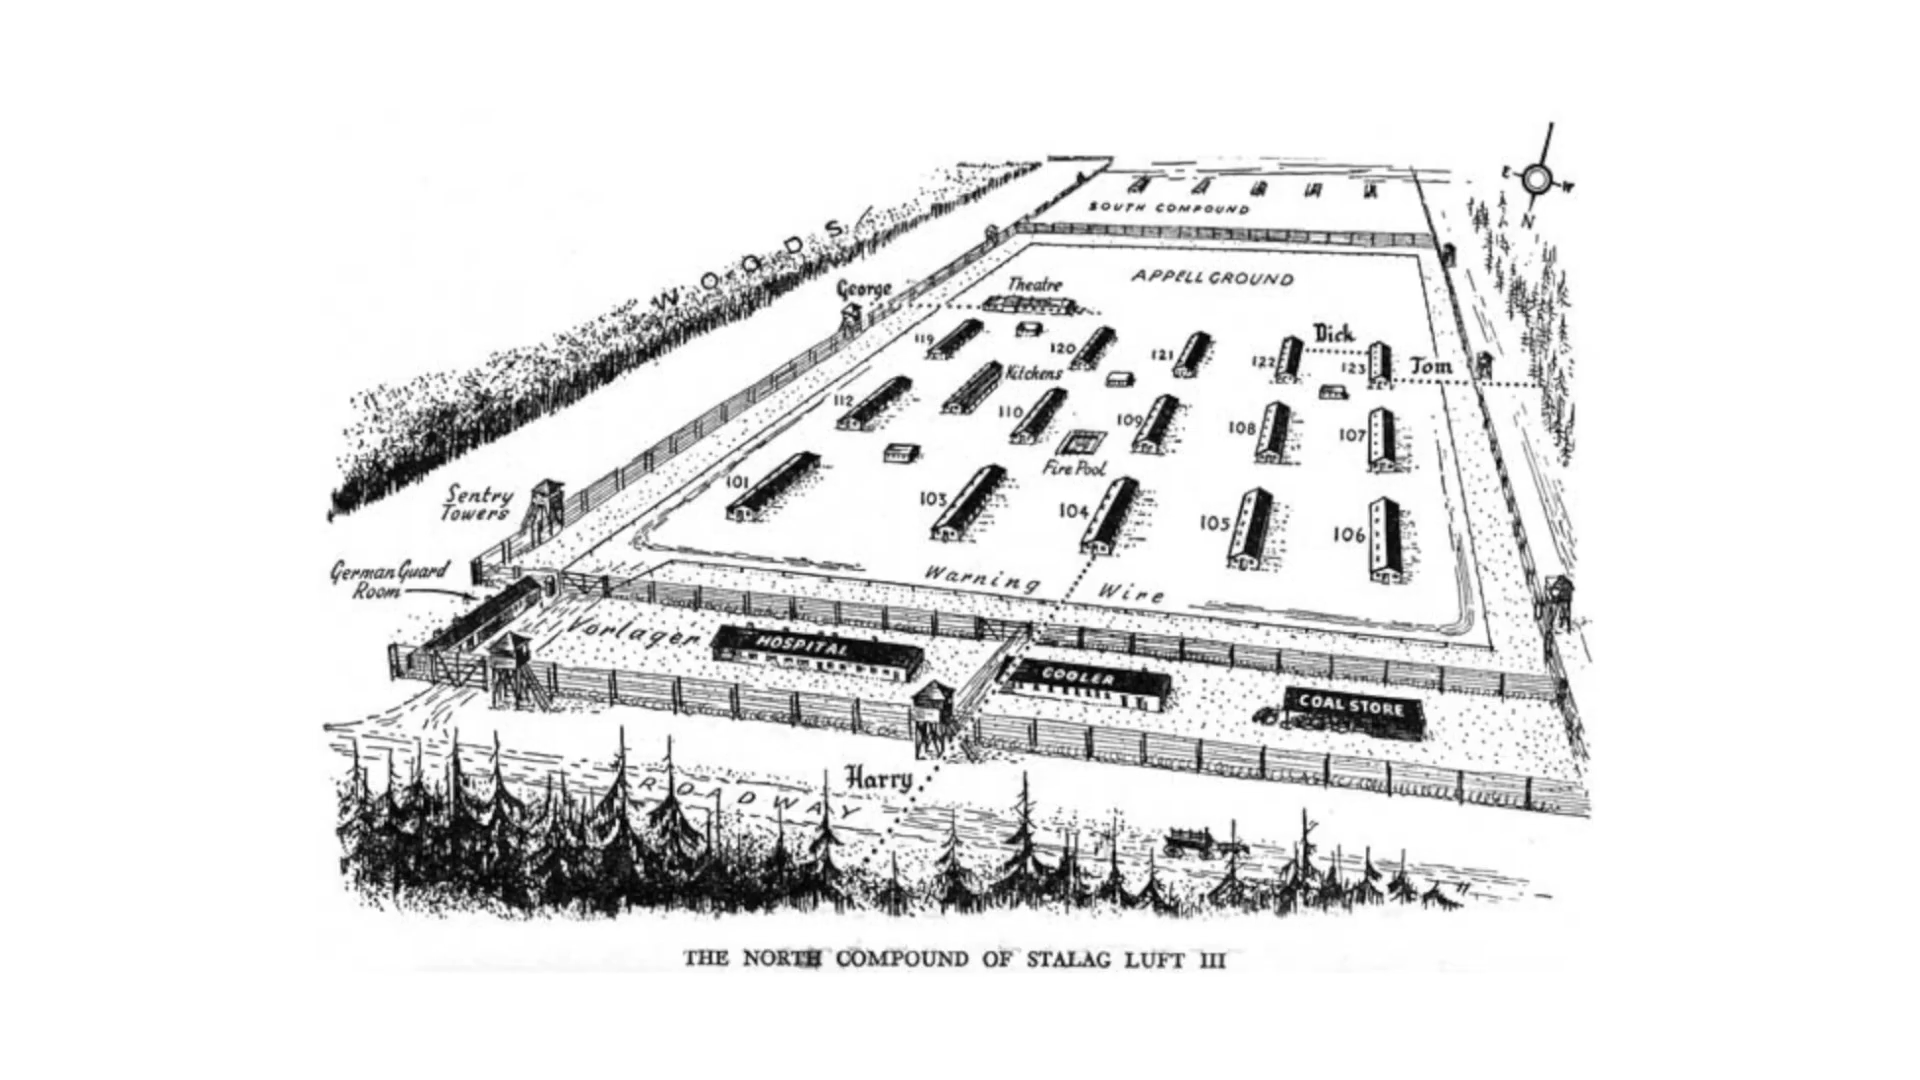 E
W
N
SOUTH COMPOUND
WOODS
APPELL GROUND
George
Theatre
119
120
121
122
Dick
123
Tom
Kitchens
112
110
109
108
107
Fire Pool
101
103
104
105
106
Sentry
Towers
German Guard
Room
Warning Wire
Vorlager
HOSPITAL
COOLER
COAL STORE
Harry
ROADWAY
THE NORTH COMPOUND OF STALAG LUFT III